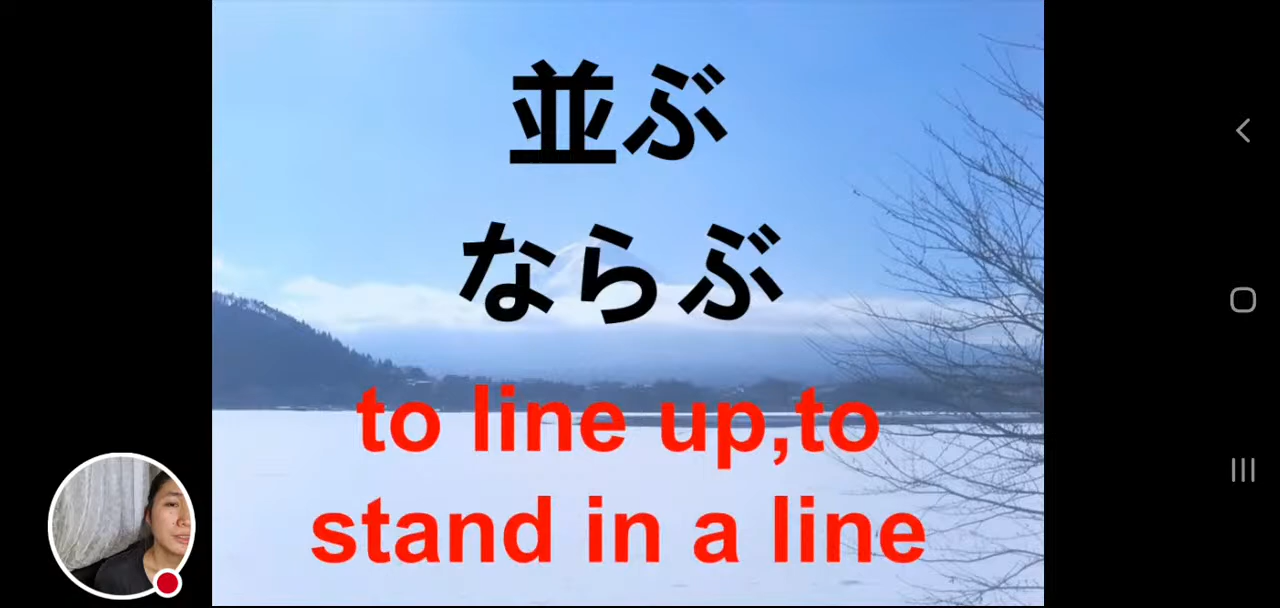 並ぶ
ならぶ
to line up,to
stand in a line